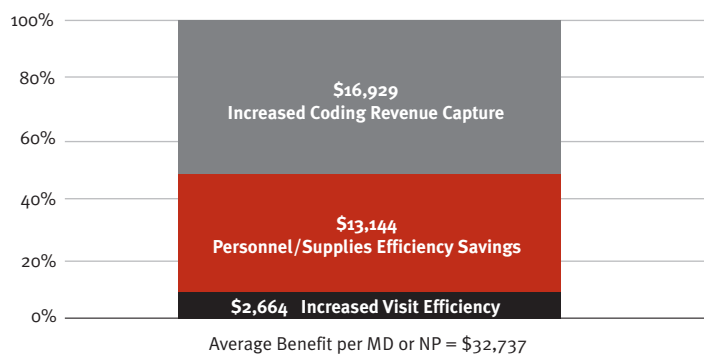 100%
80%
60%
40%
20%
0%
$16,929
Increased Coding Revenue Capture
$13,144
Personnel/Supplies Efficiency Savings
$2,664 Increased Visit Efficiency
Average Benefit per MD or NP = $32,737